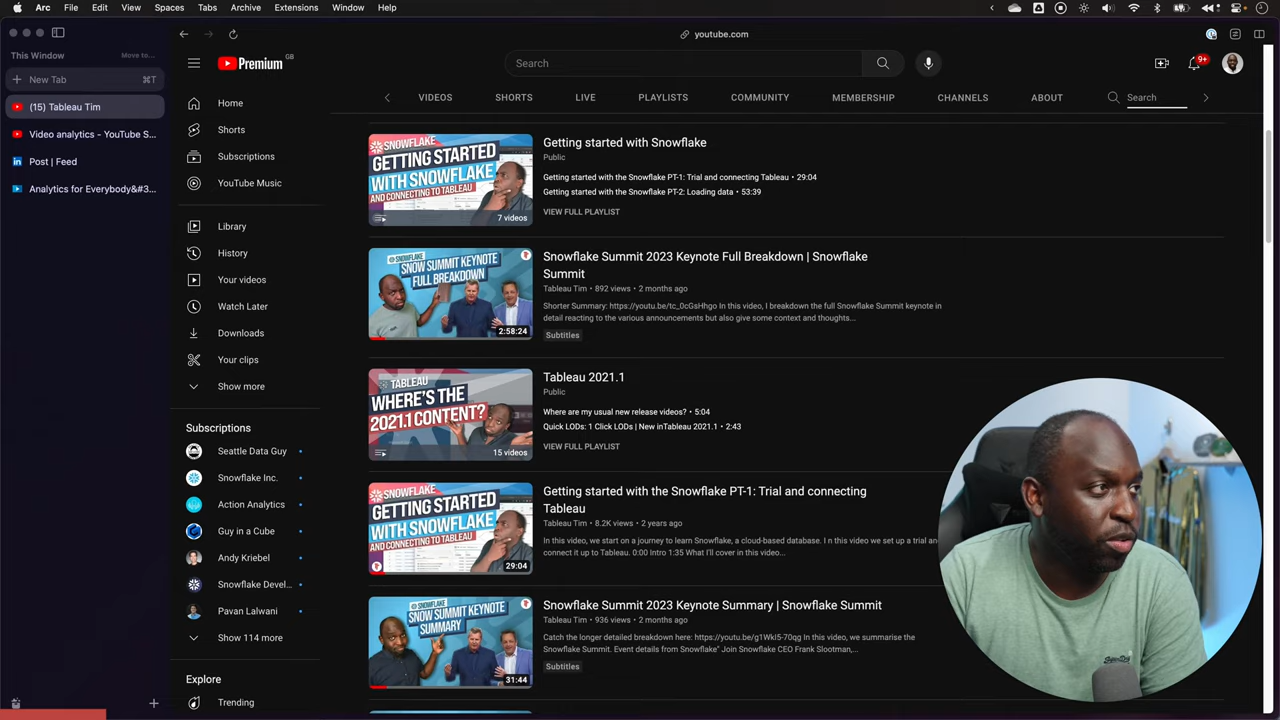 Arc File Edit View Spaces Tabs Archive Extensions Window Help
This Window Move to...
New Tab ⌘T
(15) Tableau Tim
Video analytics - YouTube S...
Post | Feed
Analytics for Everybody&#3...
youtube.com
Premium GB
Search
9+
Home
Shorts
Subscriptions
YouTube Music
Library
History
Your videos
Watch Later
Downloads
Your clips
Show more
Subscriptions
Seattle Data Guy
Snowflake Inc.
Action Analytics
Guy in a Cube
Andy Kriebel
Snowflake Devel...
Pavan Lalwani
Show 114 more
Explore
Trending
VIDEOS SHORTS LIVE PLAYLISTS COMMUNITY MEMBERSHIP CHANNELS ABOUT Search
SNOWFLAKE
GETTING STARTED
WITH SNOWFLAKE
AND CONNECTING TO TABLEAU
7 videos
Getting started with Snowflake
Public
Getting started with the Snowflake PT-1: Trial and connecting Tableau • 29:04
Getting started with the Snowflake PT-2: Loading data • 53:39
VIEW FULL PLAYLIST
SNOWFLAKE
SNOW SUMMIT KEYNOTE
FULL BREAKDOWN
2:58:24
Snowflake Summit 2023 Keynote Full Breakdown | Snowflake
Summit
Tableau Tim • 892 views • 2 months ago
Shorter Summary: https://youtu.be/tc_0cGsHhgo In this video, I breakdown the full Snowflake Summit keynote in
detail reacting to the various announcements but also give some context and thoughts...
Subtitles
TABLEAU
WHERE'S THE
2021.1 CONTENT?
15 videos
Tableau 2021.1
Public
Where are my usual new release videos? • 5:04
Quick LODs: 1 Click LODs | New inTableau 2021.1 • 2:43
VIEW FULL PLAYLIST
SNOWFLAKE
GETTING STARTED
WITH SNOWFLAKE
AND CONNECTING TO TABLEAU
29:04
Getting started with the Snowflake PT-1: Trial and connecting
Tableau
Tableau Tim • 8.2K views • 2 years ago
In this video, we start on a journey to learn Snowflake, a cloud-based database. I n this video we set up a trial and
connect it up to Tableau. 0:00 Intro 1:35 What I'll cover in this video...
SNOWFLAKE
SNOW SUMMIT KEYNOTE
SUMMARY
31:44
Snowflake Summit 2023 Keynote Summary | Snowflake Summit
Tableau Tim • 936 views • 2 months ago
Catch the longer detailed breakdown here: https://youtu.be/g1WkI5-70qg In this video, we summarise the
Snowflake Summit. Event details from Snowflake" Join Snowflake CEO Frank Slootman,...
Subtitles